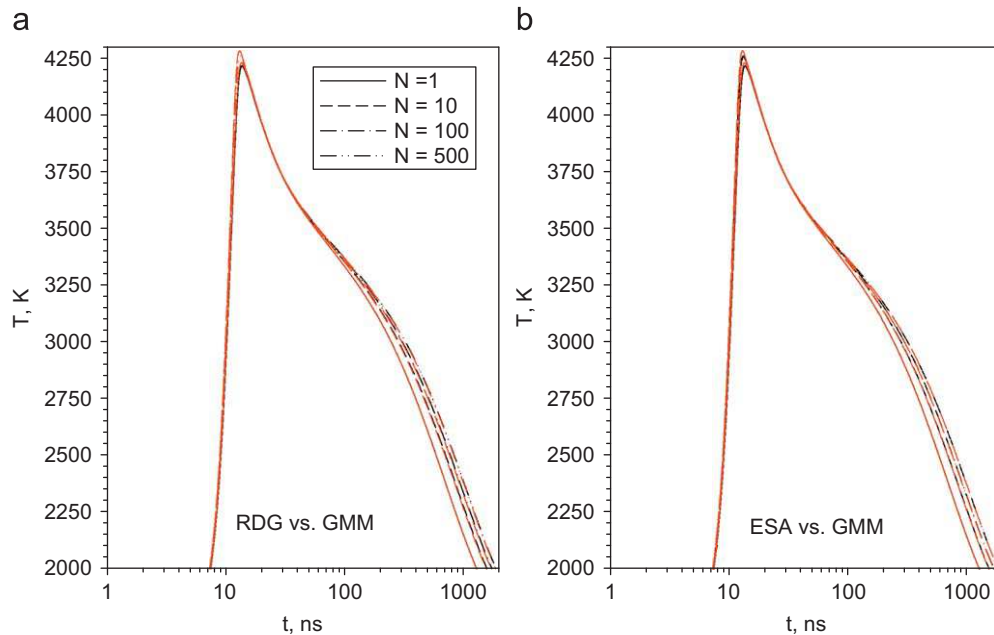 a
4250
4000
3750
3500
3250
3000
2750
2500
2250
2000
T, K
N =1
N = 10
N = 100
N = 500
RDG vs. GMM
1
10
100
1000
t, ns
b
4250
4000
3750
3500
3250
3000
2750
2500
2250
2000
T, K
ESA vs. GMM
1
10
100
1000
t, ns